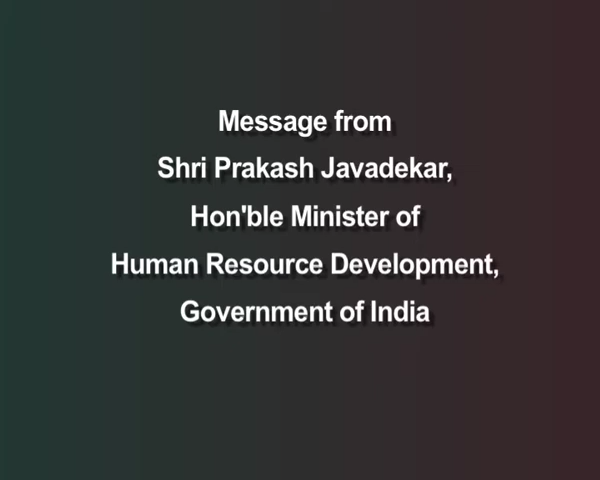 Message from
Shri Prakash Javadekar,
Hon'ble Minister of
Human Resource Development,
Government of India